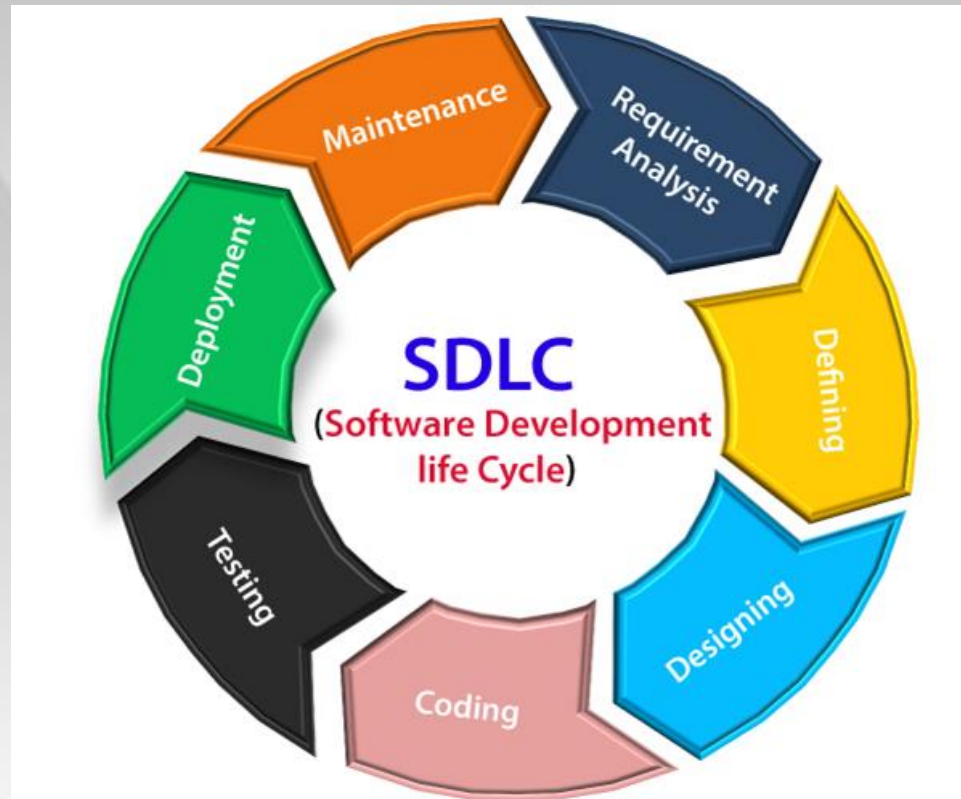 SDLC
(Software Development
life Cycle)
Requirement
Analysis
Defining
Designing
Coding
Testing
Deployment
Maintenance